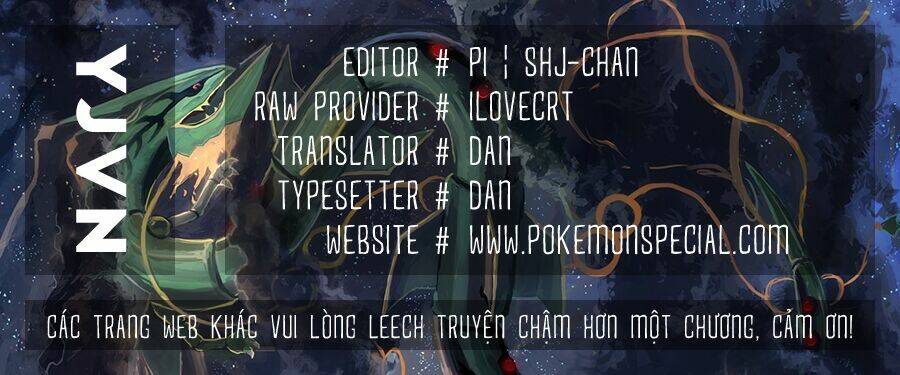 YJVN
EDITOR # PI ¦ SHJ-CHAN
RAW PROVIDER # ILOVECRT
TRANSLATOR # DAN
TYPESETTER # DAN
WEBSITE # WWW.POKEMONSPECIAL.COM
CÁC TRANG WEB KHÁC VUI LÒNG LEECH TRUYỆN CHẬM HƠN MỘT CHƯƠNG, CẢM ƠN!